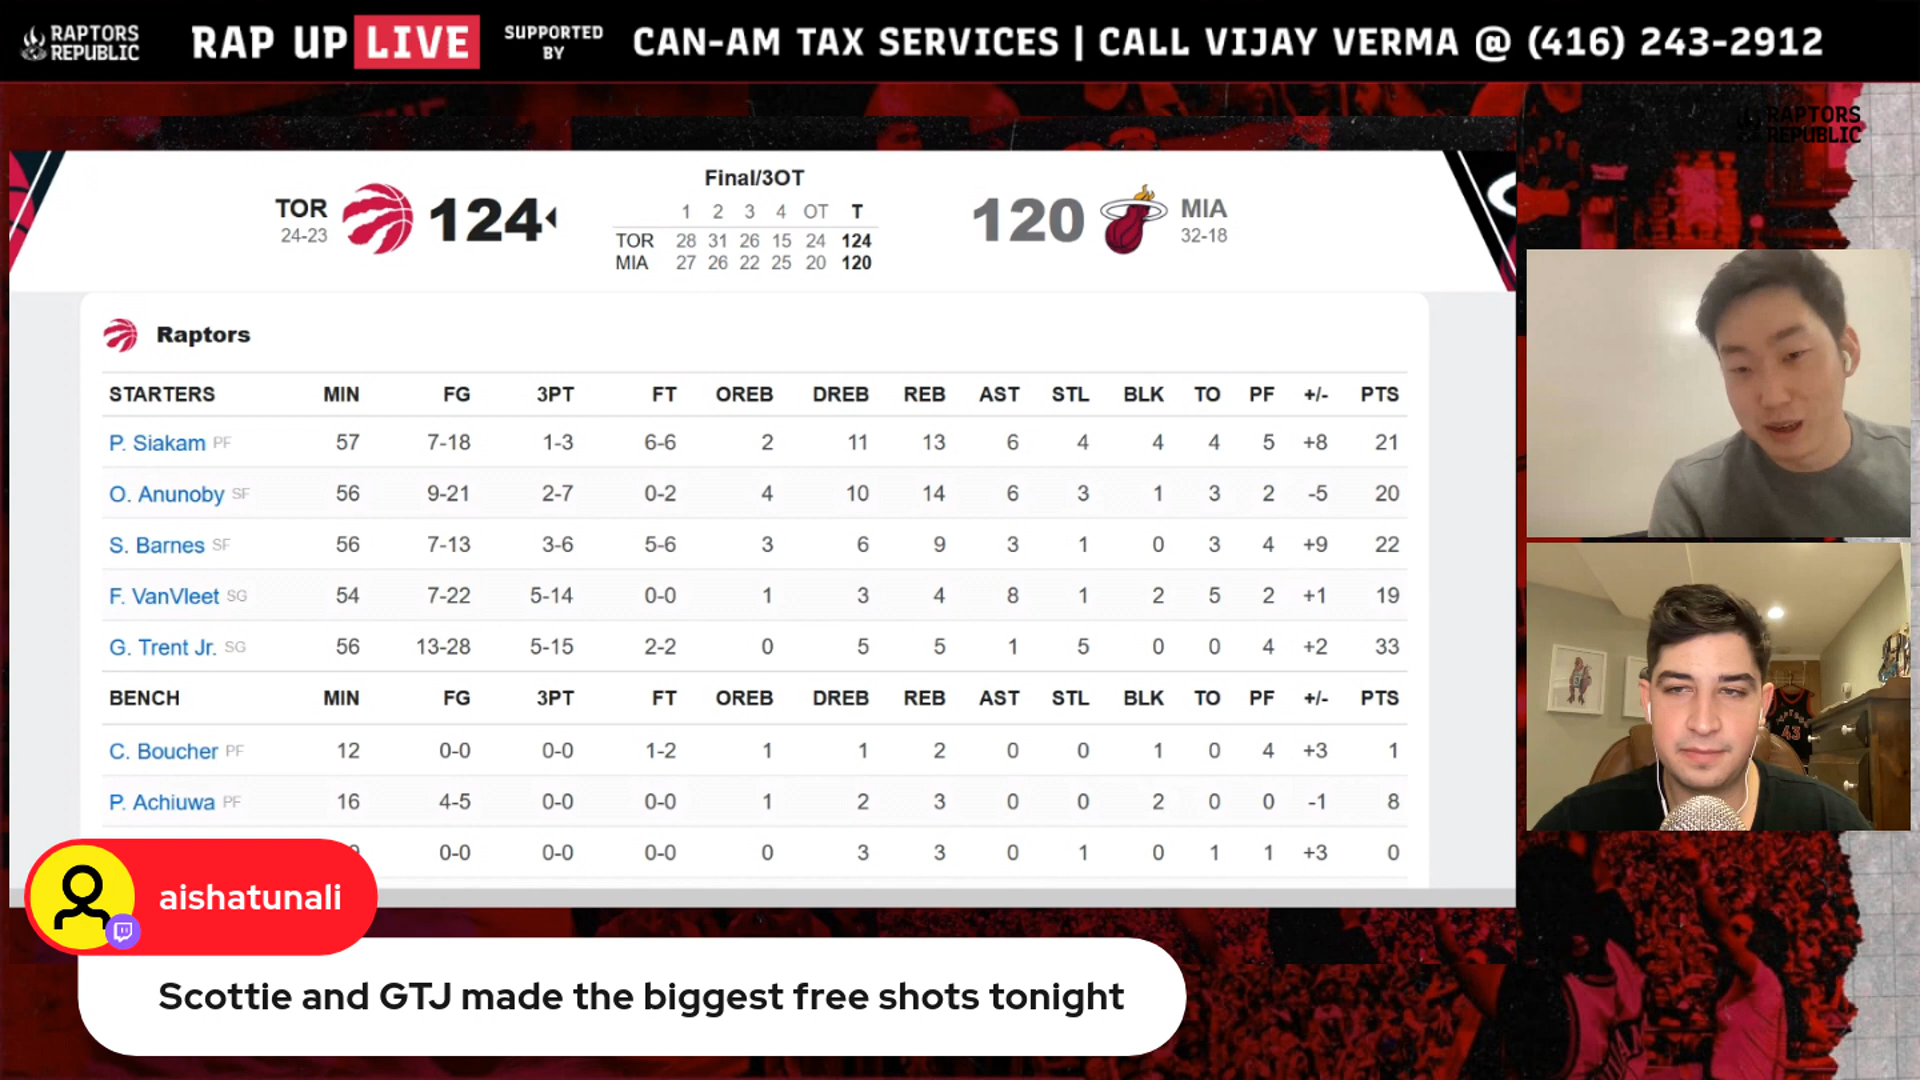 RAPTORS REPUBLIC RAP UP LIVE SUPPORTED BY CAN-AM TAX SERVICES | CALL VIJAY VERMA @ (416) 243-2912
RAPTORS
REPUBLIC
Final/3OT
TOR 124 120 MIA
24-23 32-18
1 2 3 4 OT T
TOR 28 31 26 15 24 124
MIA 27 26 22 25 20 120
Raptors
STARTERS MIN FG 3PT FT OREB DREB REB AST STL BLK TO PF +/- PTS
P. Siakam PF 57 7-18 1-3 6-6 2 11 13 6 4 4 4 5 +8 21
O. Anunoby SF 56 9-21 2-7 0-2 4 10 14 6 3 1 3 2 -5 20
S. Barnes SF 56 7-13 3-6 5-6 3 6 9 3 1 0 3 4 +9 22
F. VanVleet SG 54 7-22 5-14 0-0 1 3 4 8 1 2 5 2 +1 19
G. Trent Jr. SG 56 13-28 5-15 2-2 0 5 5 1 5 0 0 4 +2 33
BENCH MIN FG 3PT FT OREB DREB REB AST STL BLK TO PF +/- PTS
C. Boucher PF 12 0-0 0-0 1-2 1 1 2 0 0 1 0 4 +3 1
P. Achiuwa PF 16 4-5 0-0 0-0 1 2 3 0 0 2 0 0 -1 8
0-0 0-0 0-0 0 3 3 0 1 0 1 1 +3 0
43
aishatunali
Scottie and GTJ made the biggest free shots tonight